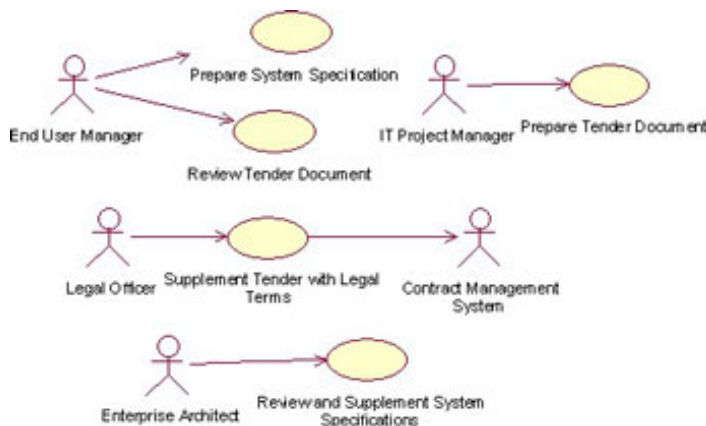 Prepare System Specification
End User Manager
Review Tender Document
IT Project Manager
Prepare Tender Document
Legal Officer
Supplement Tender with Legal
Terms
Contract Management
System
Enterprise Architect
Review and Supplement System
Specifications